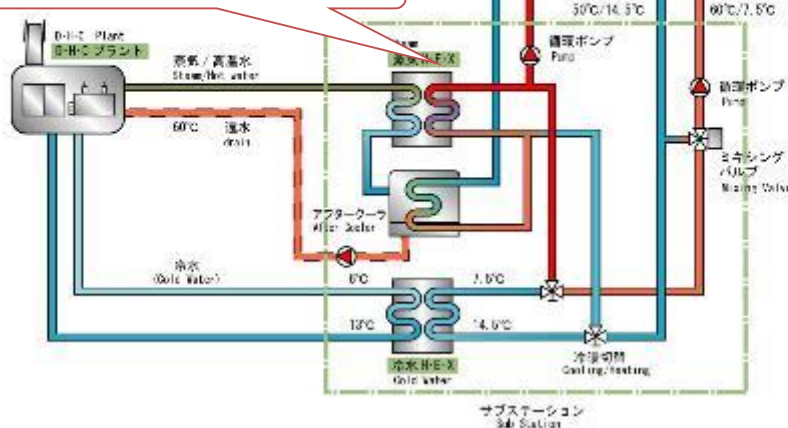 50℃/14.5℃
60℃/7.5℃
D-H-C Plant
D-H-C プラント
蒸気/高温水
Steam/Hot water
蒸気 H-E-X
循環ポンプ
Pump
循環ポンプ
Pump
60℃ 温水
drain
ミキシング
バルブ
Mixing Valve
アフタークーラ
After Cooler
冷水
(Cold Water)
6℃
7.5℃
13℃
14.5℃
冷水 H-E-X
Cold Water
冷温切替
Cooling/Heating
サブステーション
Sub Station